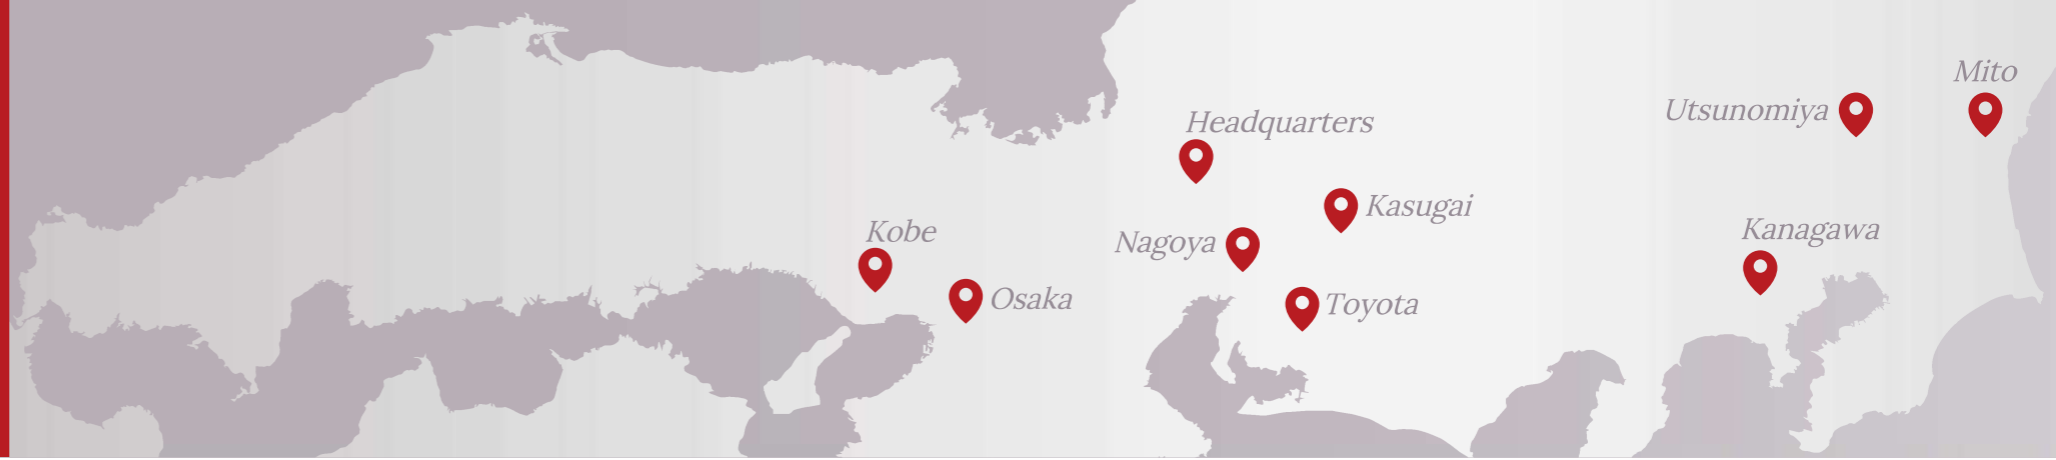 Mito
Utsunomiya
Headquarters
Kasugai
Kobe
Nagoya
Kanagawa
Osaka
Toyota